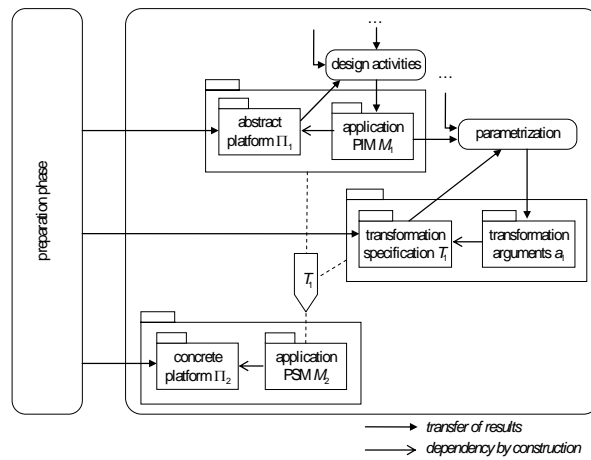 ...
design activities
...
abstract
platform Π₁
application
PIM M₁
parametrization
preparation phase
transformation
specification T₁
transformation
arguments a₁
T₁
concrete
platform Π₂
application
PSM M₂
transfer of results
dependency by construction